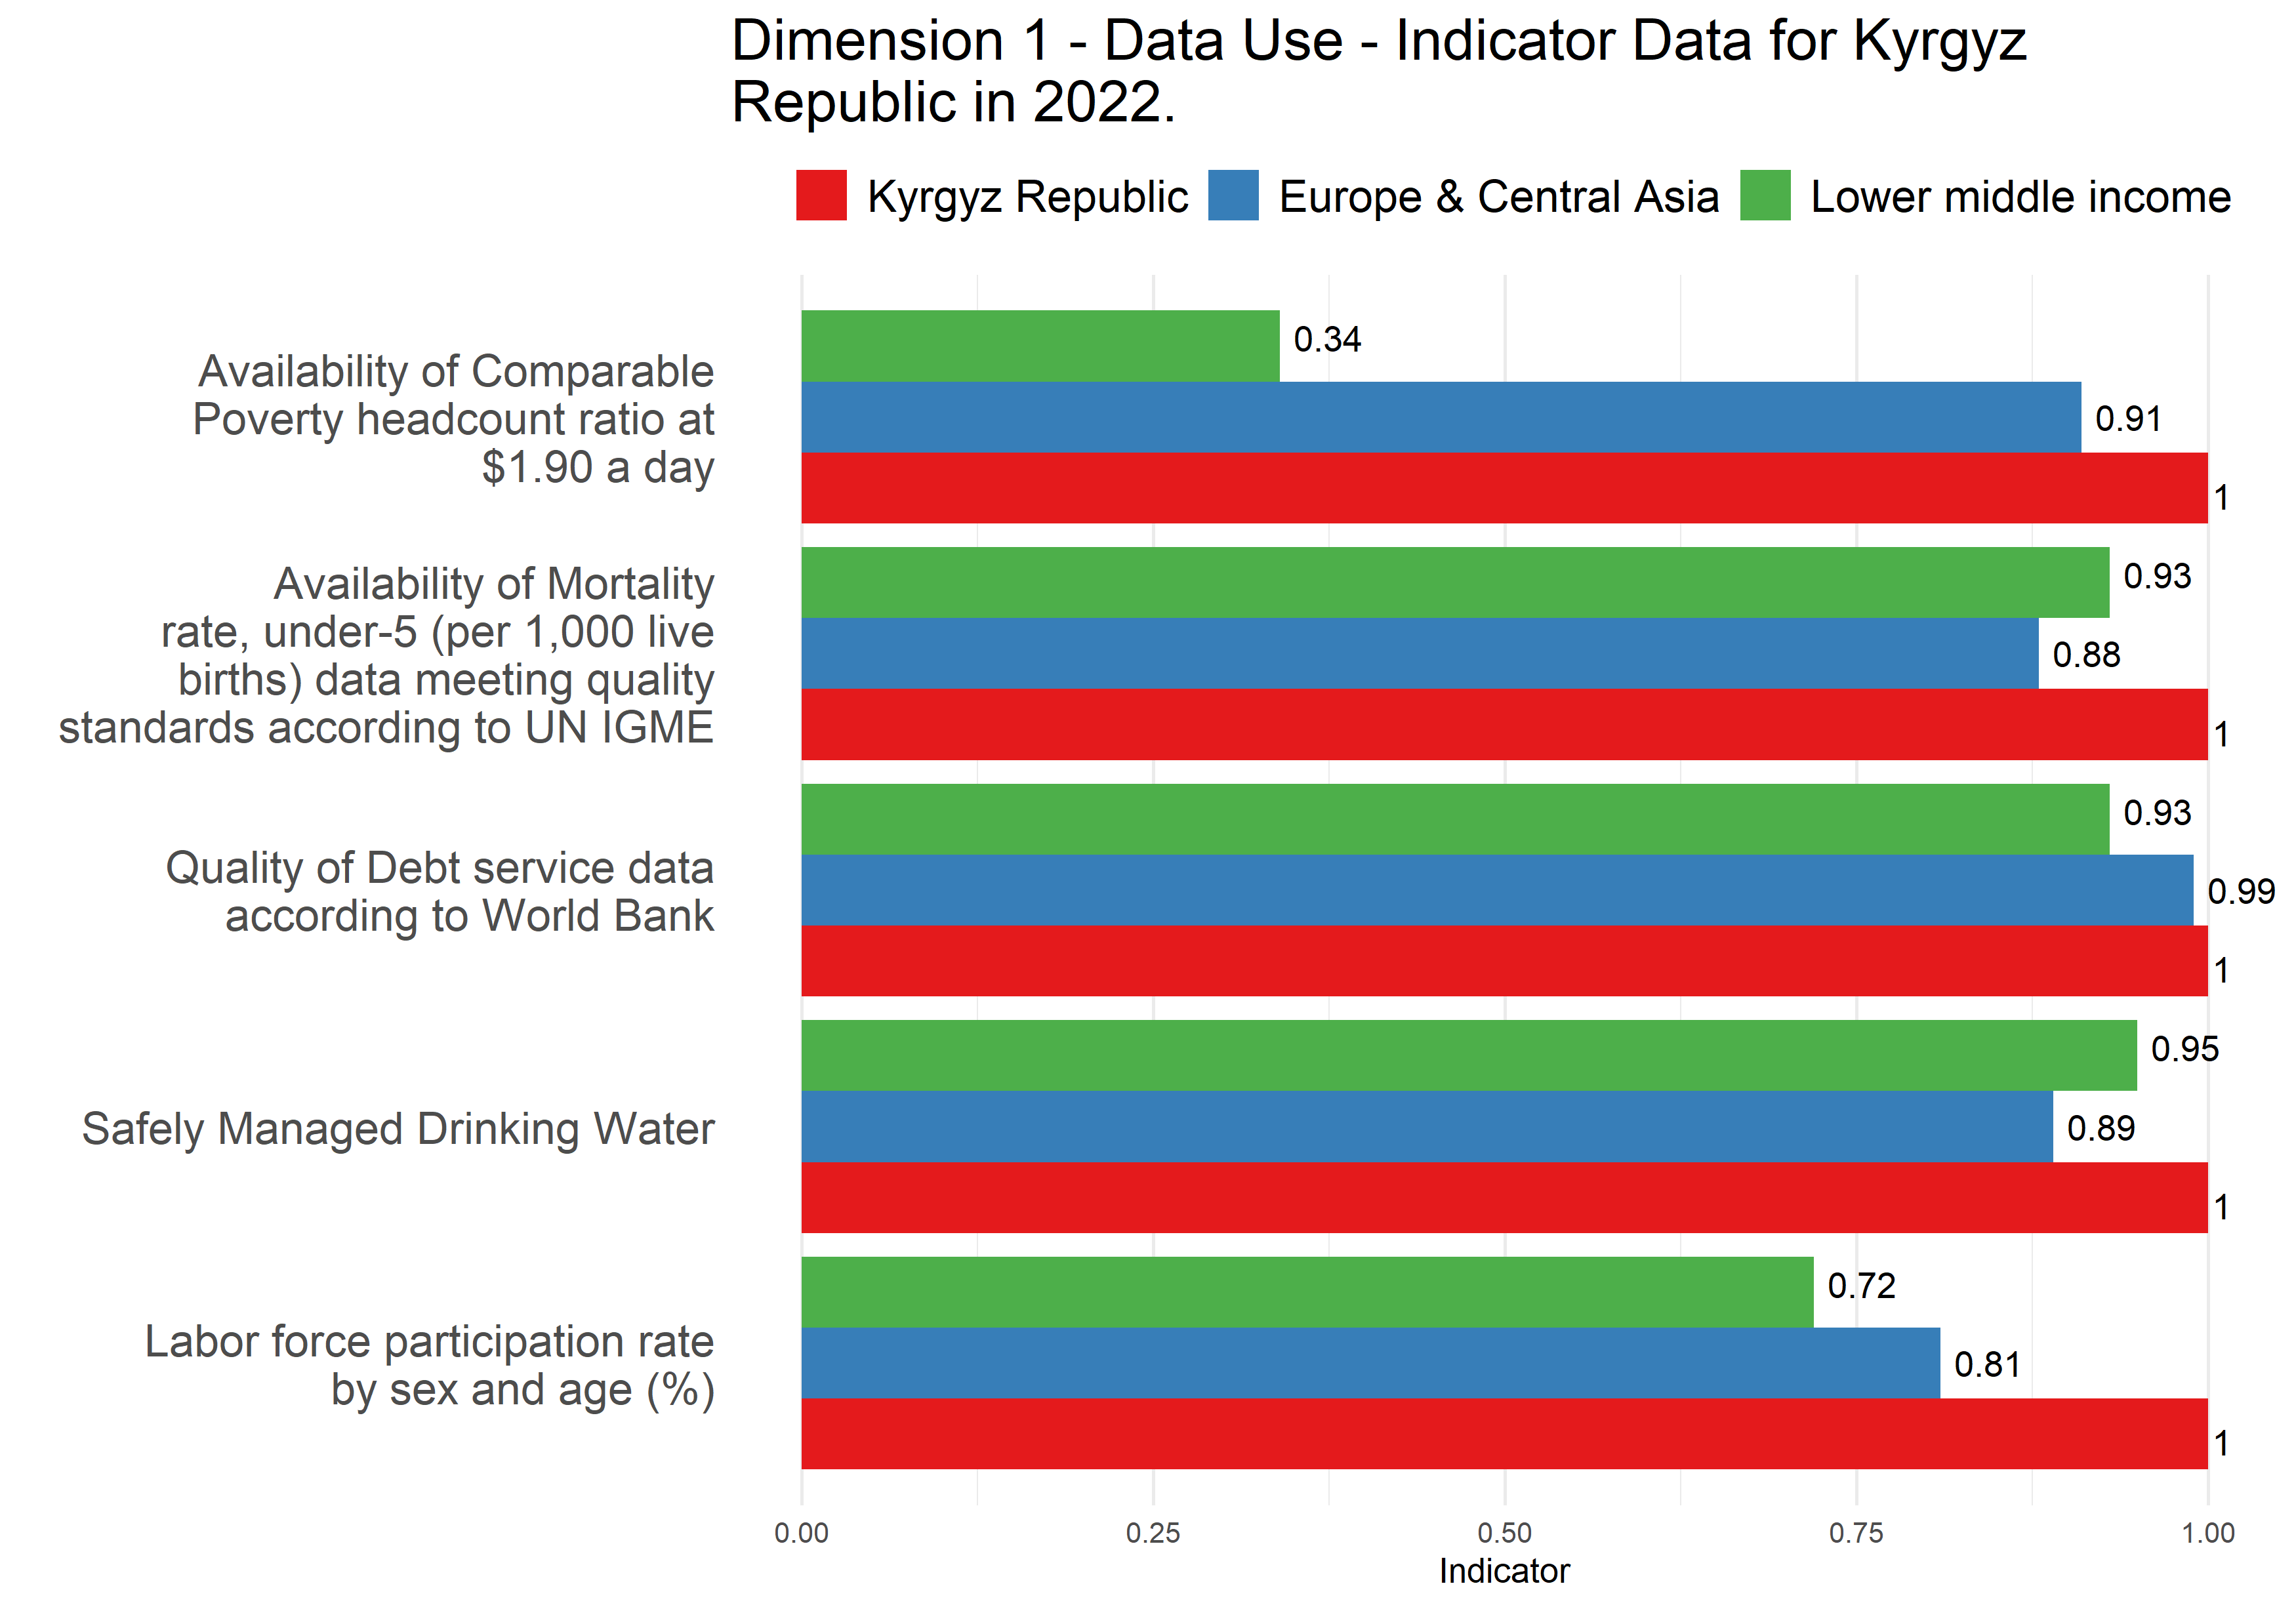 Dimension 1 - Data Use - Indicator Data for Kyrgyz
Republic in 2022.
Kyrgyz Republic
Europe & Central Asia
Lower middle income
Availability of Comparable
Poverty headcount ratio at
$1.90 a day
0.34
0.91
1
Availability of Mortality
rate, under-5 (per 1,000 live
births) data meeting quality
standards according to UN IGME
0.93
0.88
1
Quality of Debt service data
according to World Bank
0.93
0.99
1
Safely Managed Drinking Water
0.95
0.89
1
Labor force participation rate
by sex and age (%)
0.72
0.81
1
0.00
0.25
0.50
0.75
1.00
Indicator